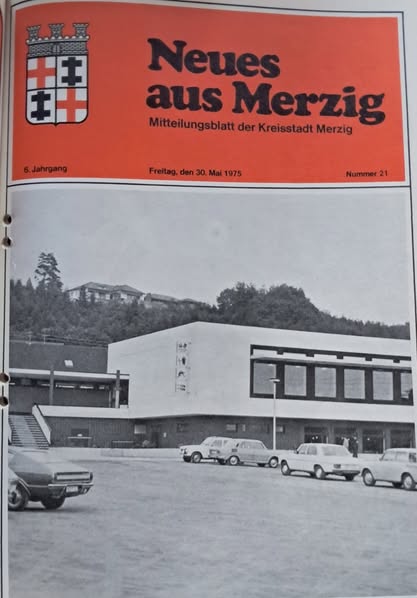 Neues
aus Merzig
Mitteilungsblatt der Kreisstadt Merzig
6. Jahrgang Freitag, den 30. Mai 1975 Nummer 21